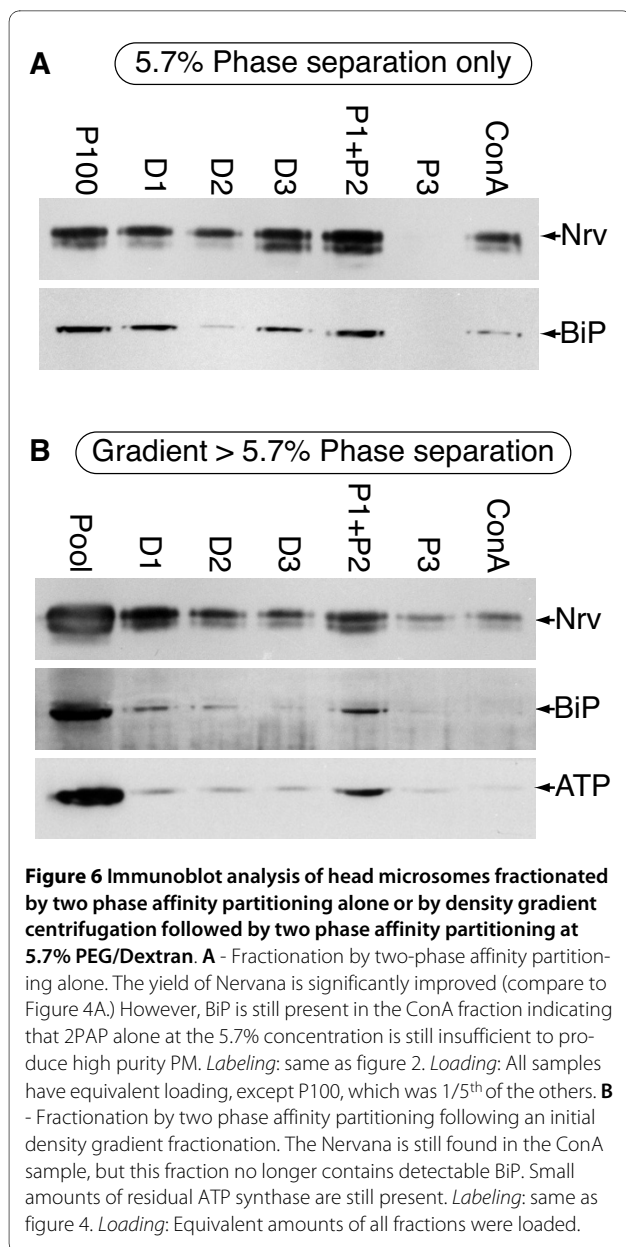 A
5.7% Phase separation only
P100 D1 D2 D3 P1+P2 P3 ConA
Nrv
BiP
B
Gradient > 5.7% Phase separation
Pool D1 D2 D3 P1+P2 P3 ConA
Nrv
BiP
ATP
Figure 6 Immunoblot analysis of head microsomes fractionated
by two phase affinity partitioning alone or by density gradient
centrifugation followed by two phase affinity partitioning at
5.7% PEG/Dextran. A - Fractionation by two-phase affinity partition-
ing alone. The yield of Nervana is significantly improved (compare to
Figure 4A.) However, BiP is still present in the ConA fraction indicating
that 2PAP alone at the 5.7% concentration is still insufficient to pro-
duce high purity PM. Labeling: same as figure 2. Loading: All samples
have equivalent loading, except P100, which was 1/5th of the others. B
- Fractionation by two phase affinity partitioning following an initial
density gradient fractionation. The Nervana is still found in the ConA
sample, but this fraction no longer contains detectable BiP. Small
amounts of residual ATP synthase are still present. Labeling: same as
figure 4. Loading: Equivalent amounts of all fractions were loaded.